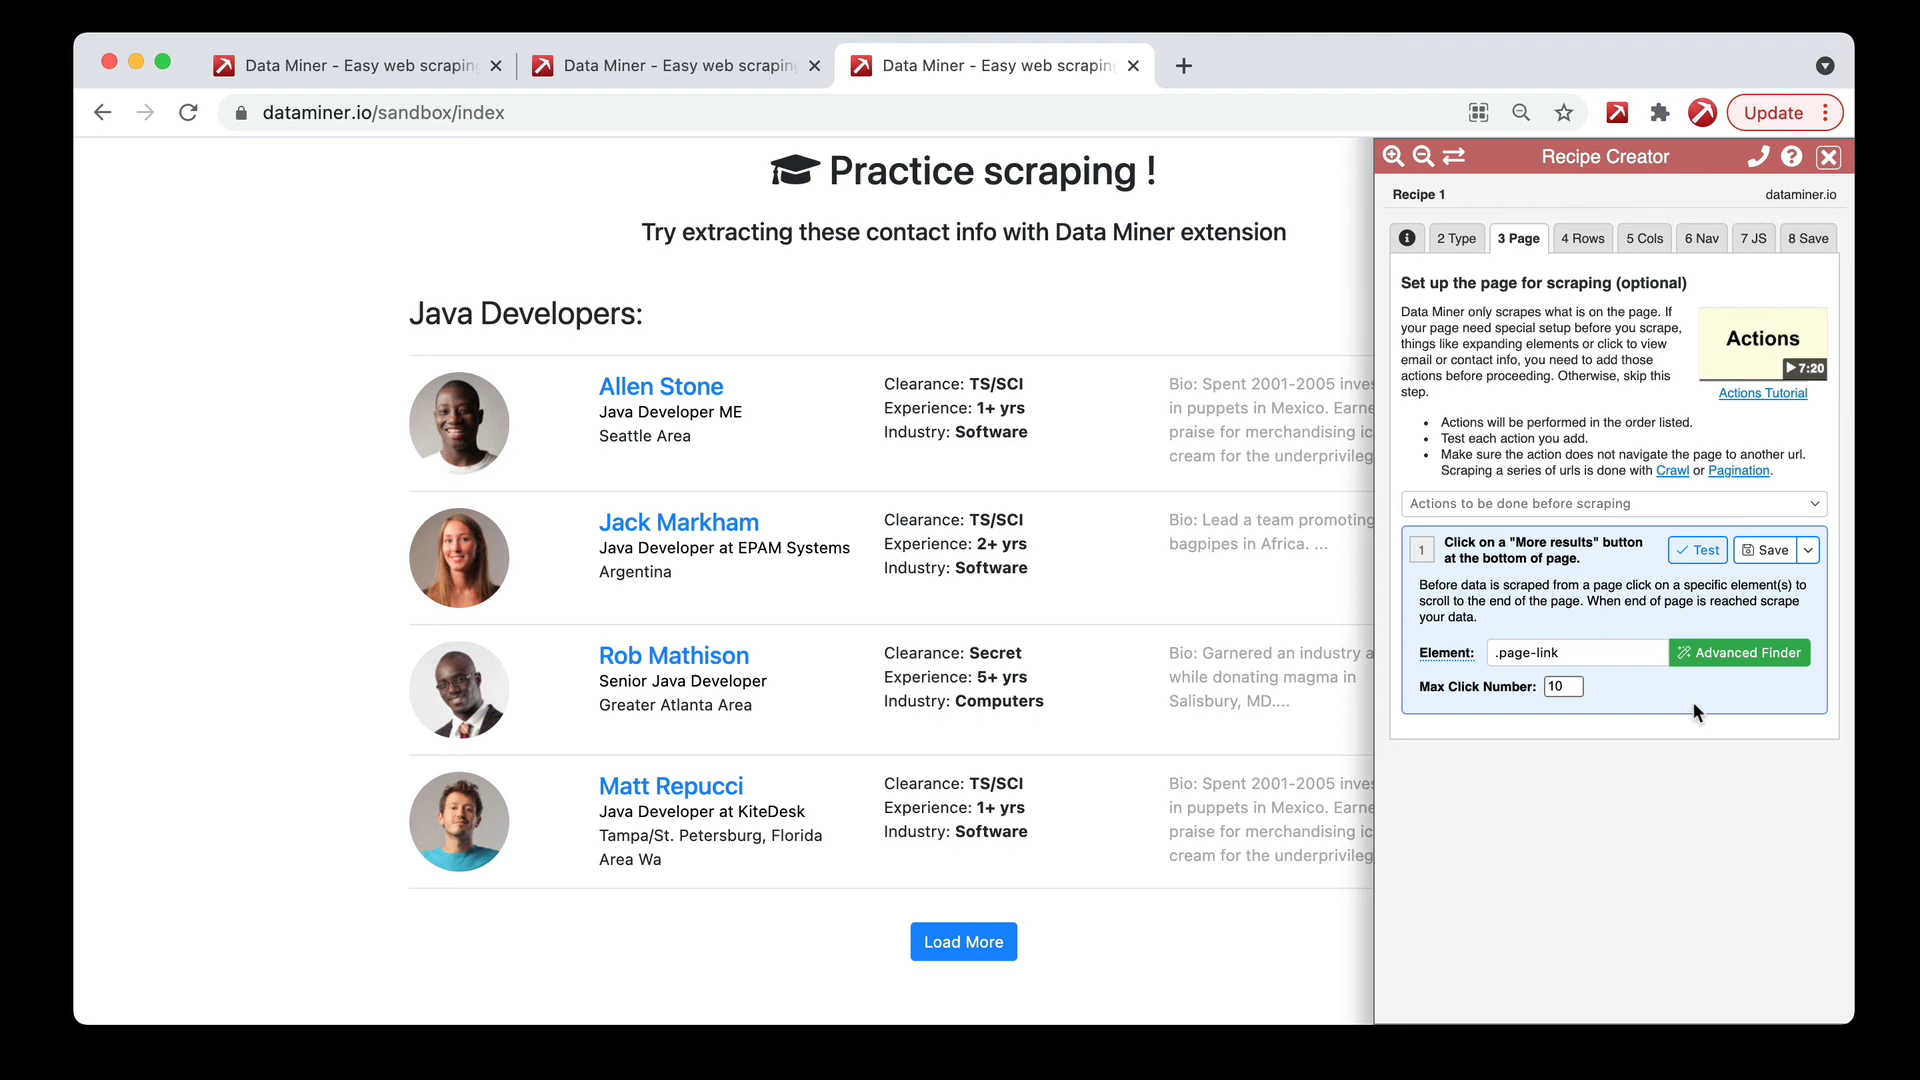 Data Miner - Easy web scraping
Data Miner - Easy web scraping
Data Miner - Easy web scraping
dataminer.io/sandbox/index
Update
Practice scraping !
Try extracting these contact info with Data Miner extension
Java Developers:
Allen Stone
Java Developer ME
Seattle Area
Clearance: TS/SCI
Experience: 1+ yrs
Industry: Software
Bio: Spent 2001-2005 inves
in puppets in Mexico. Earne
praise for merchandising ic
cream for the underprivileg
Jack Markham
Java Developer at EPAM Systems
Argentina
Clearance: TS/SCI
Experience: 2+ yrs
Industry: Software
Bio: Lead a team promoting
bagpipes in Africa. ...
Rob Mathison
Senior Java Developer
Greater Atlanta Area
Clearance: Secret
Experience: 5+ yrs
Industry: Computers
Bio: Garnered an industry a
while donating magma in
Salisbury, MD....
Matt Repucci
Java Developer at KiteDesk
Tampa/St. Petersburg, Florida
Area Wa
Clearance: TS/SCI
Experience: 1+ yrs
Industry: Software
Bio: Spent 2001-2005 inves
in puppets in Mexico. Earne
praise for merchandising ic
cream for the underprivileg
Load More
Recipe Creator
Recipe 1
dataminer.io
2 Type
3 Page
4 Rows
5 Cols
6 Nav
7 JS
8 Save
Set up the page for scraping (optional)
Data Miner only scrapes what is on the page. If
your page need special setup before you scrape,
things like expanding elements or click to view
email or contact info, you need to add those
actions before proceeding. Otherwise, skip this
step.
Actions
7:20
Actions Tutorial
• Actions will be performed in the order listed.
• Test each action you add.
• Make sure the action does not navigate the page to another url.
Scraping a series of urls is done with Crawl or Pagination.
Actions to be done before scraping
1
Click on a "More results" button
at the bottom of page.
Test
Save
Before data is scraped from a page click on a specific element(s) to
scroll to the end of the page. When end of page is reached scrape
your data.
Element: .page-link
Advanced Finder
Max Click Number: 10